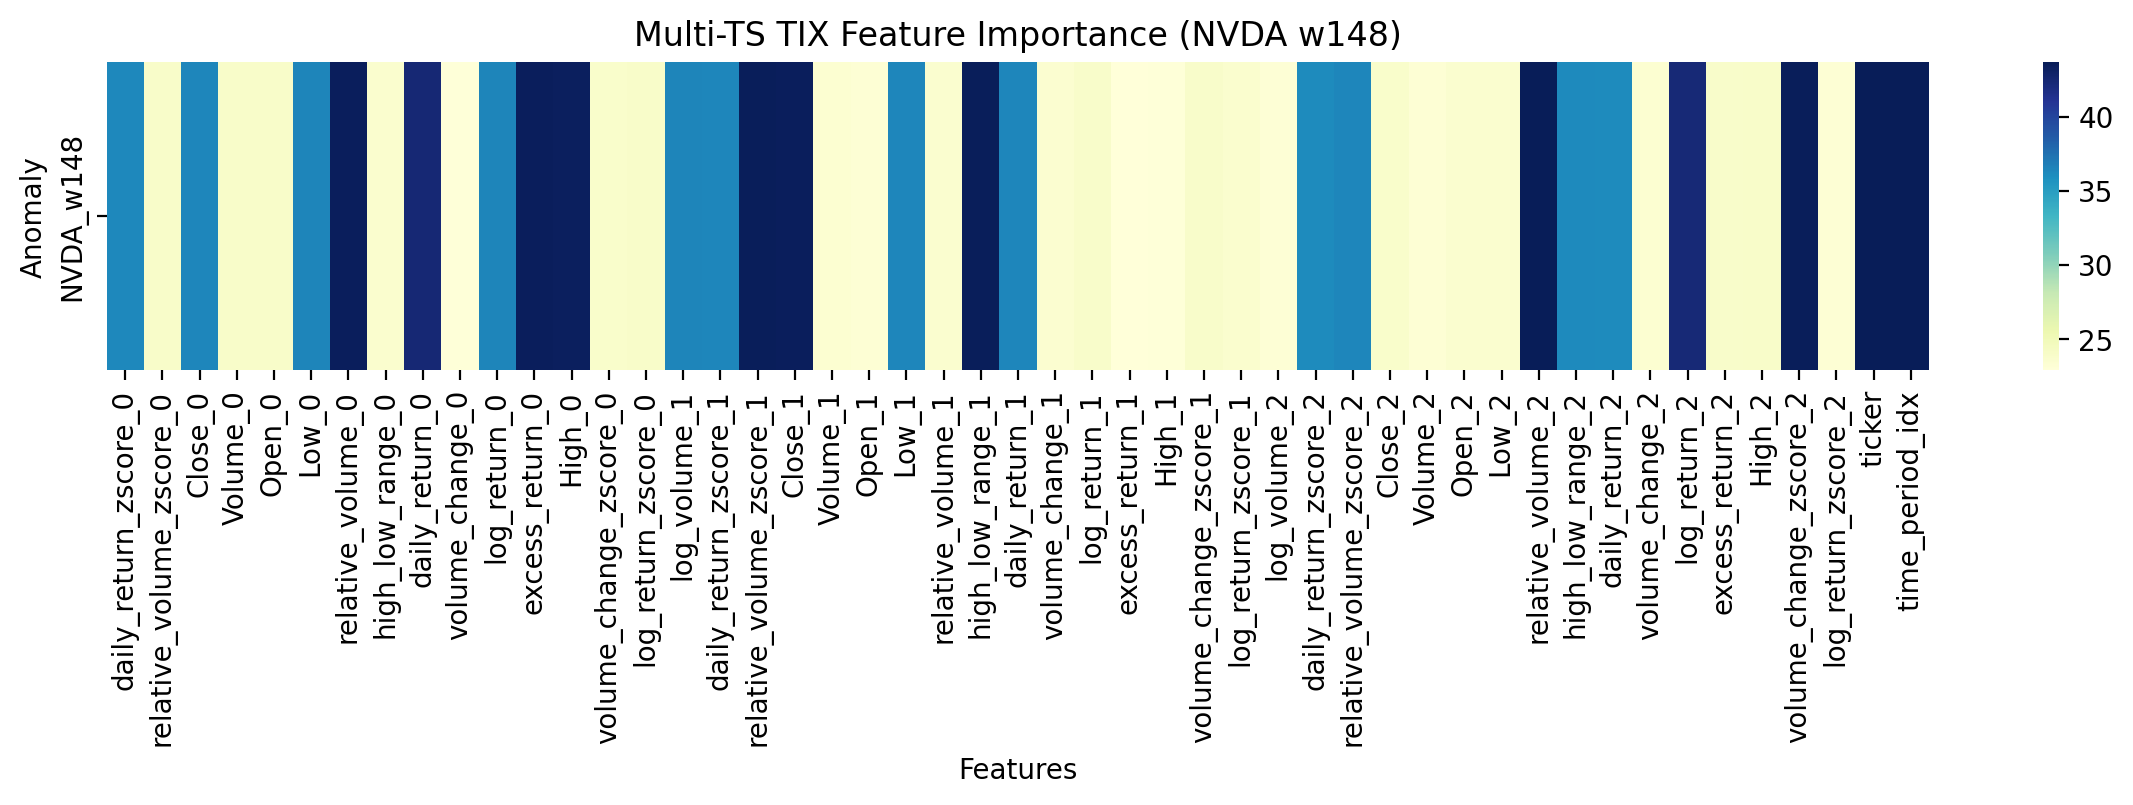 Multi-TS TIX Feature Importance (NVDA w148)
Anomaly
NVDA_w148
40
35
30
25
daily_return_zscore_0
relative_volume_zscore_0
Close_0
Volume_0
Open_0
Low_0
relative_volume_0
high_low_range_0
daily_return_0
volume_change_0
log_return_0
excess_return_0
High_0
volume_change_zscore_0
log_return_zscore_0
log_volume_1
daily_return_zscore_1
relative_volume_zscore_1
Close_1
Volume_1
Open_1
Low_1
relative_volume_1
high_low_range_1
daily_return_1
volume_change_1
log_return_1
excess_return_1
High_1
volume_change_zscore_1
log_return_zscore_1
log_volume_2
daily_return_zscore_2
relative_volume_zscore_2
Close_2
Volume_2
Open_2
Low_2
relative_volume_2
high_low_range_2
daily_return_2
volume_change_2
log_return_2
excess_return_2
High_2
volume_change_zscore_2
log_return_zscore_2
ticker
time_period_idx
Features